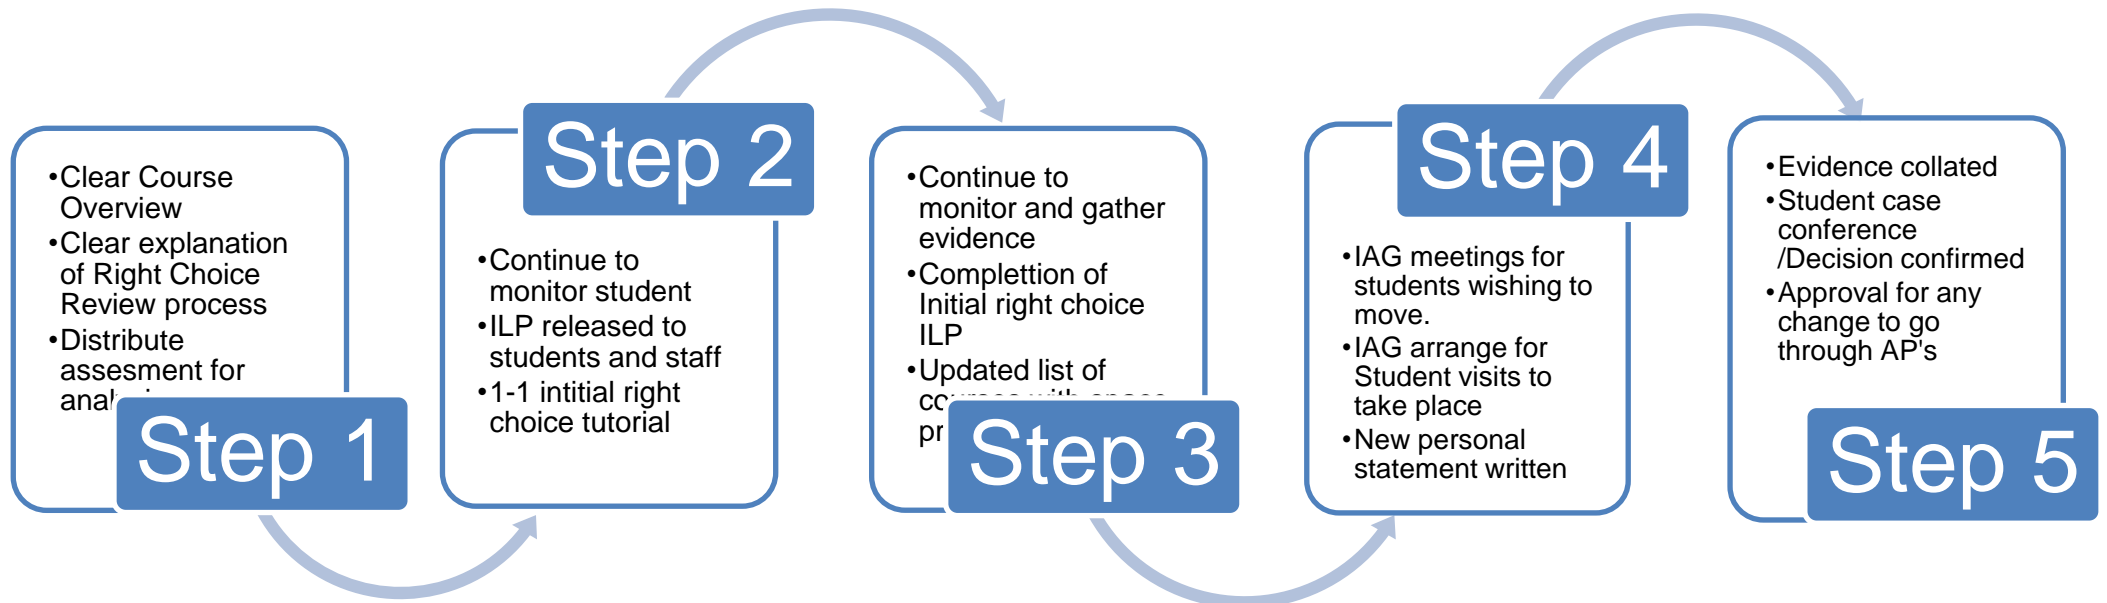 •Clear Course
Overview
•Clear explanation
of Right Choice
Review process
•Distribute
assesment for
Step 1
Step 2
•Continue to
monitor student
•ILP released to
students and staff
•1-1 intitial right
choice tutorial
•Continue to
monitor and gather
evidence
•Complettion of
Initial right choice
ILP
•Updated list of
courses with space
Step 3
Step 4
•IAG meetings for
students wishing to
move.
•IAG arrange for
Student visits to
take place
•New personal
statement written
•Evidence collated
•Student case
conference
/Decision confirmed
•Approval for any
change to go
through AP's
Step 5